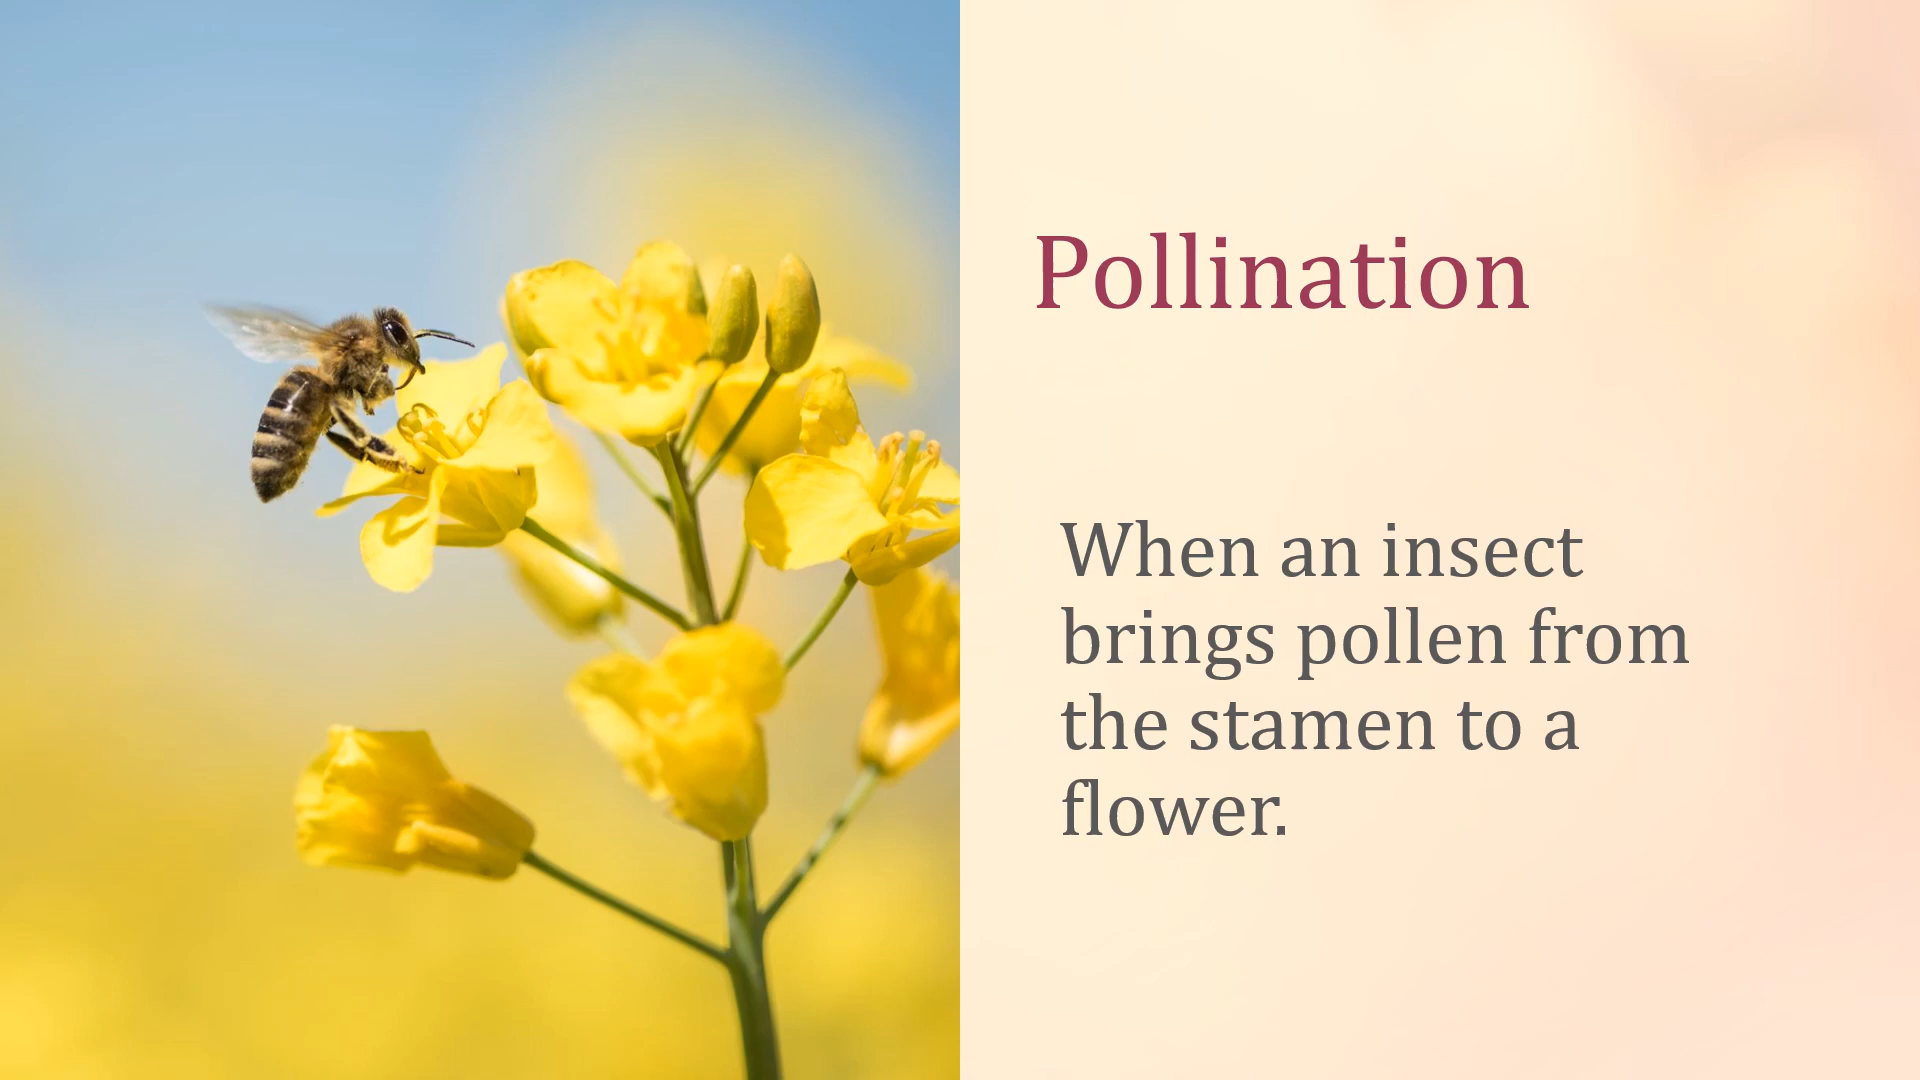 Pollination
When an insect
brings pollen from
the stamen to a
flower.